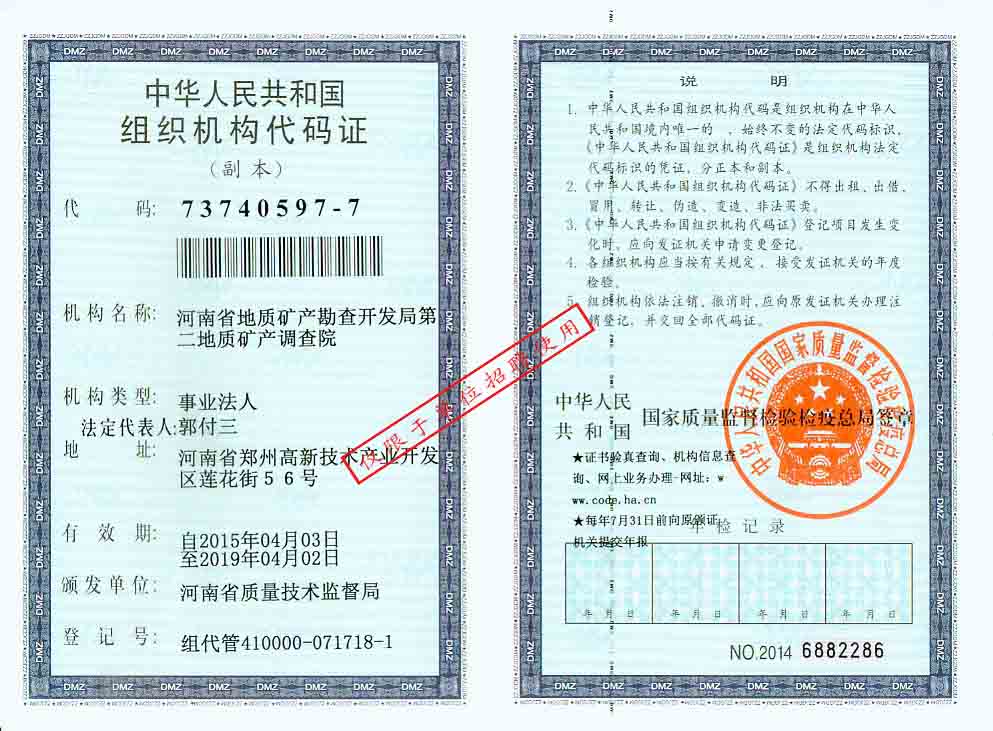 中华人民共和国
组织机构代码证
(副本)
代 码: 73740597-7
机构名称: 河南省地质矿产勘查开发局第
二地质矿产调查院
机构类型: 事业法人
法定代表人:郭付三
地 址: 河南省郑州高新技术产业开发
区莲花街56号
有 效 期: 自2015年04月03日
至2019年04月02日
颁发单位: 河南省质量技术监督局
登 记 号: 组代管410000-071718-1
仅限于单位招聘使用
说 明
1. 中华人民共和国组织机构代码是组织机构在中华人
民共和国境内唯一的、始终不变的法定代码标识,
《中华人民共和国组织机构代码证》是组织机构法定
代码标识的凭证,分正本和副本。
2.《中华人民共和国组织机构代码证》不得出租、出借、
冒用、转让、伪造、变造、非法买卖。
3.《中华人民共和国组织机构代码证》登记项目发生变
化时,应向发证机关申请变更登记。
4. 各组织机构应当按有关规定,接受发证机关的年度
检验。
5. 组织机构依法注销、撤消时,应向原发证机关办理注
销登记,并交回全部代码证。
中华人民
共和国 国家质量监督检验检疫总局签章
中华人民共和国国家质量监督检验检疫总局
★证书验真查询、机构信息查
询、网上业务办理-网址:w
ww.code.ha.cn
★每年7月31日前向原颁证
机关提交年报
年检记录
年 月 日 年 月 日 年 月 日 年 月 日
NO.2014 6882286